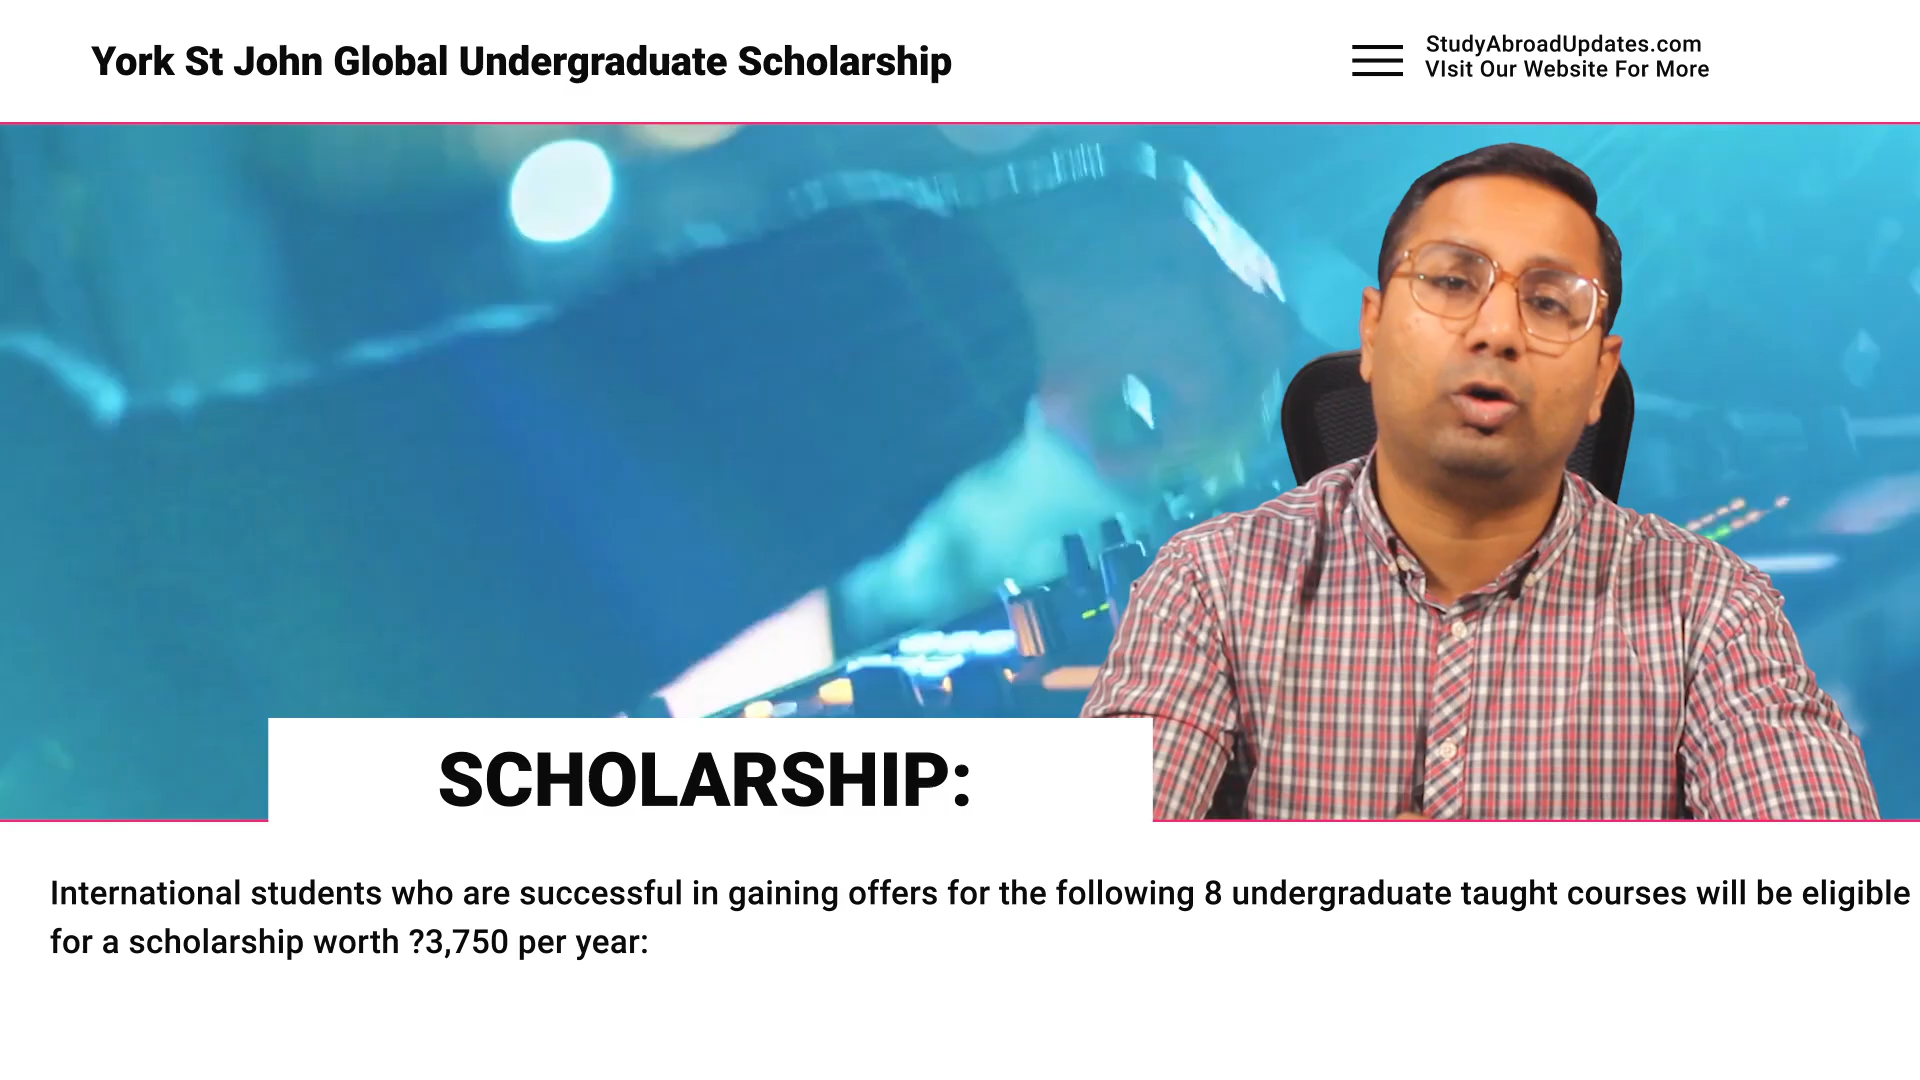 York St John Global Undergraduate Scholarship
StudyAbroadUpdates.com
VIsit Our Website For More
SCHOLARSHIP:
International students who are successful in gaining offers for the following 8 undergraduate taught courses will be eligible
for a scholarship worth ?3,750 per year: